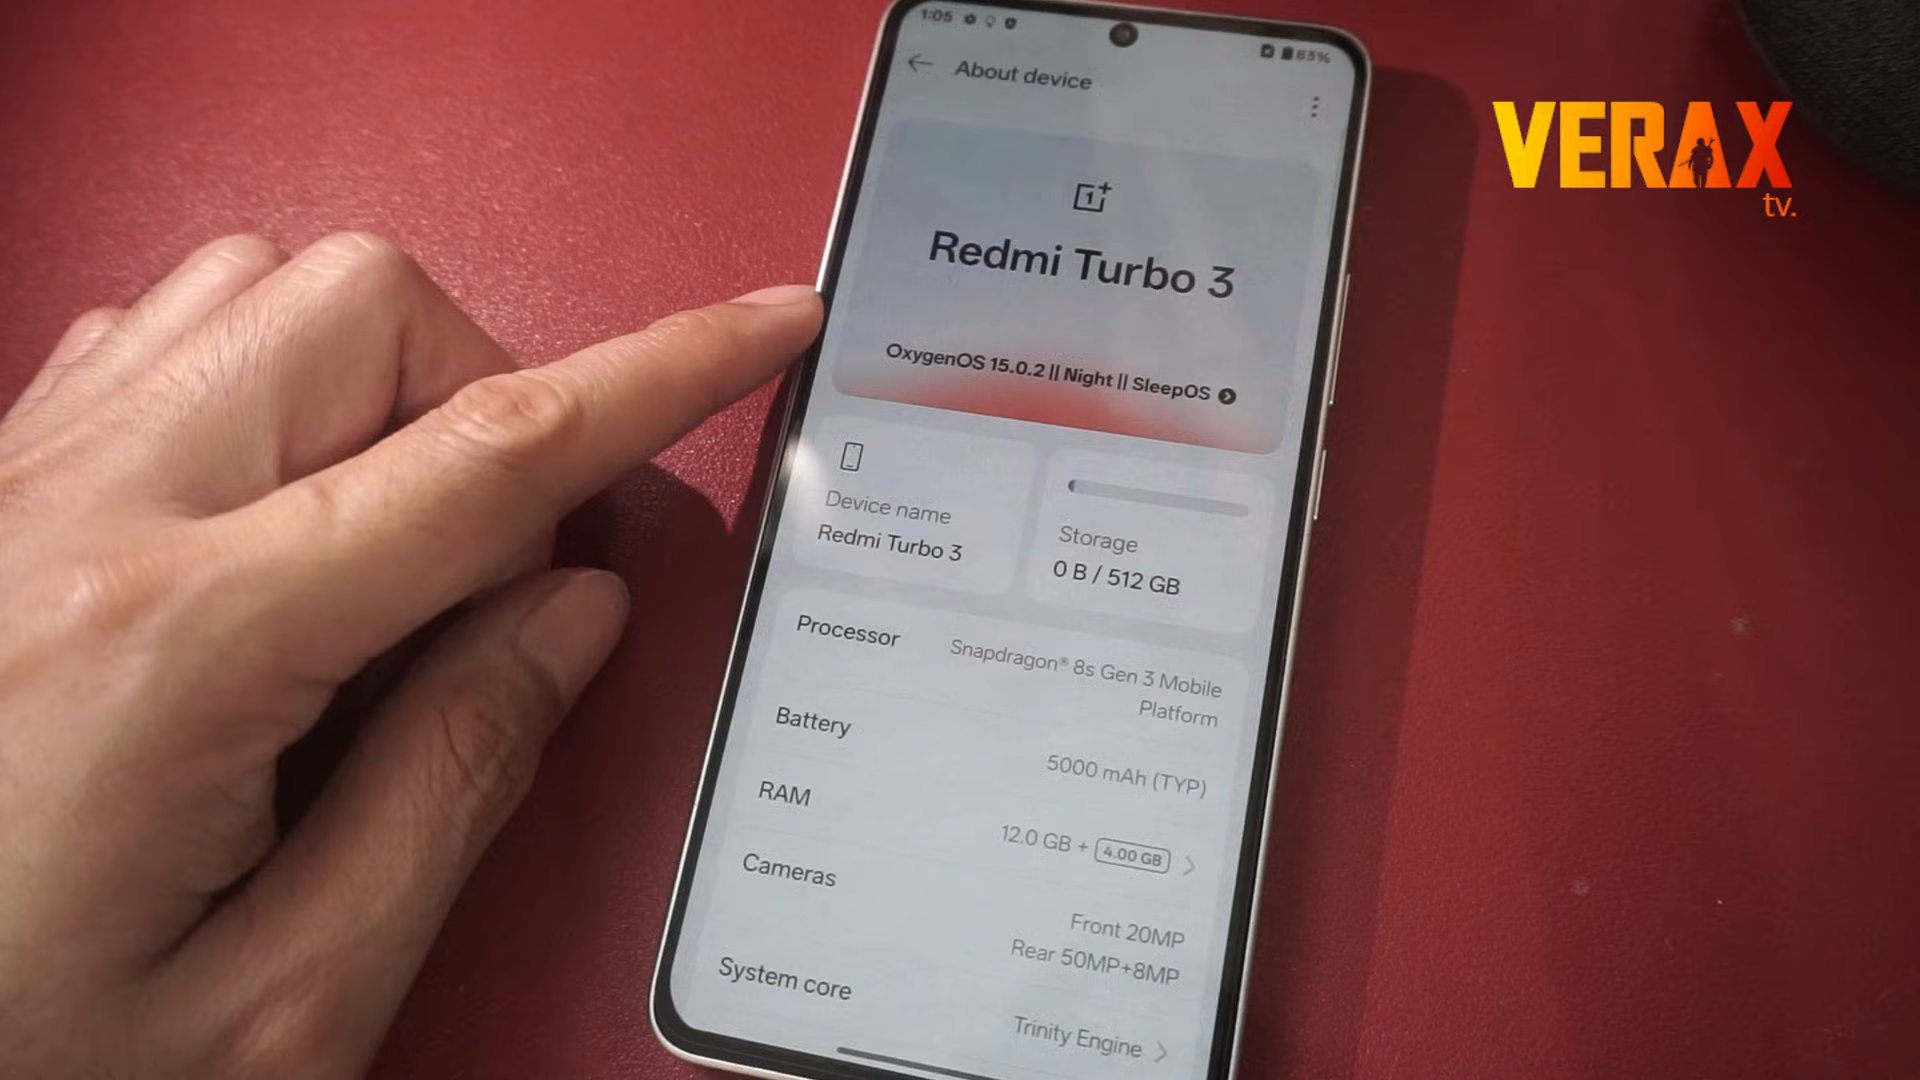 1:05
65%
About device
VERAX
tv.
Redmi Turbo 3
OxygenOS 15.0.2 || Night || SleepOS
Device name
Redmi Turbo 3
Storage
0 B / 512 GB
Processor
Snapdragon® 8s Gen 3 Mobile
Platform
Battery
5000 mAh (TYP)
RAM
12.0 GB + 4.00 GB
Cameras
Front 20MP
Rear 50MP+8MP
System core
Trinity Engine